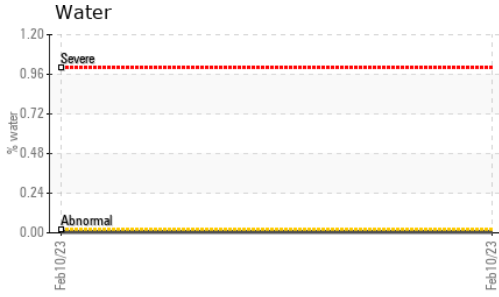 Water
1.20
Severe
0.96
0.72
% water
0.48
0.24
Abnormal
0.00
Feb10/23
Feb10/23